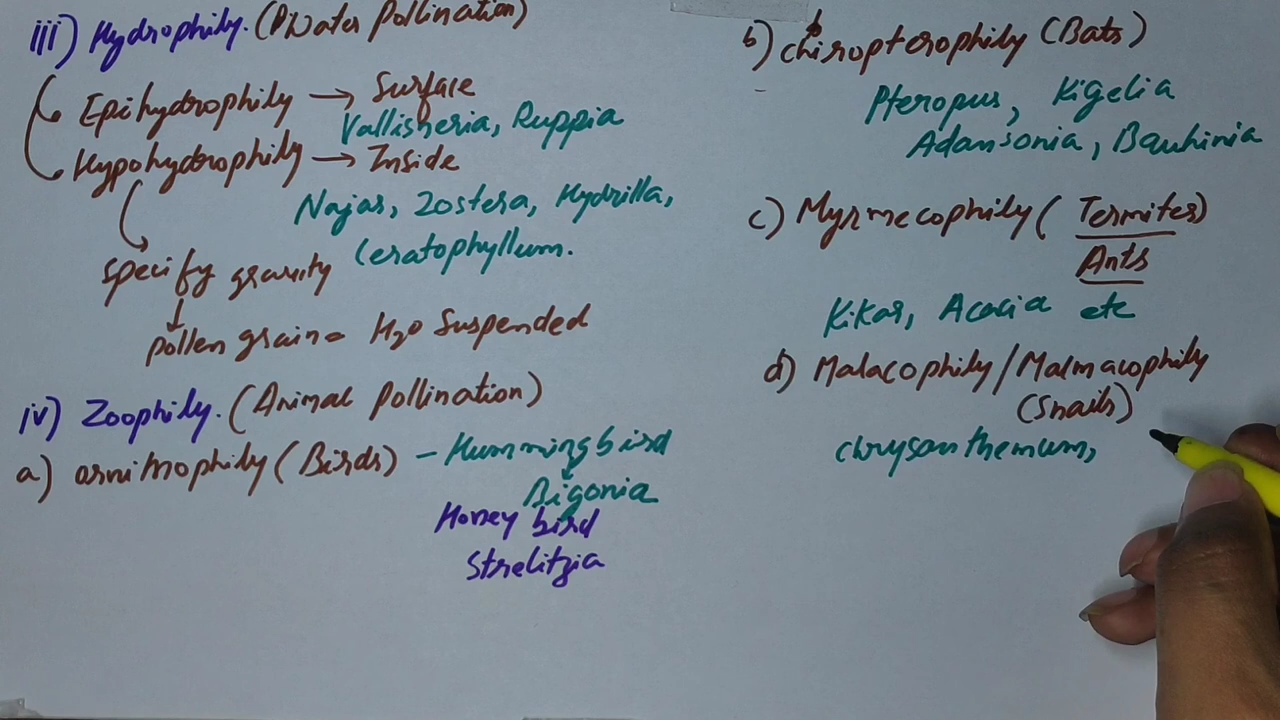 iii) Hydrophily. (Water Pollination)
Epihydrophily → Surface
Vallisneria, Ruppia
Hypohydrophily → Inside
Najas, Zostera, Hydrilla,
Ceratophyllum.
specify gravity
↓
pollen grain = H2O Suspended
iv) Zoophily. (Animal Pollination)
a) ornithophily (Birds) - Humming bird
↓
Bigonia
Honey bird
Strelitzia
b) chiropterophily (Bats)
Pteropus, Kigelia
Adansonia, Bauhinia
c) Myrmecophily (Termites)
Ants
Kikar, Acacia etc
d) Malacophily / Malmacophily
(Snails)
chrysanthemum,